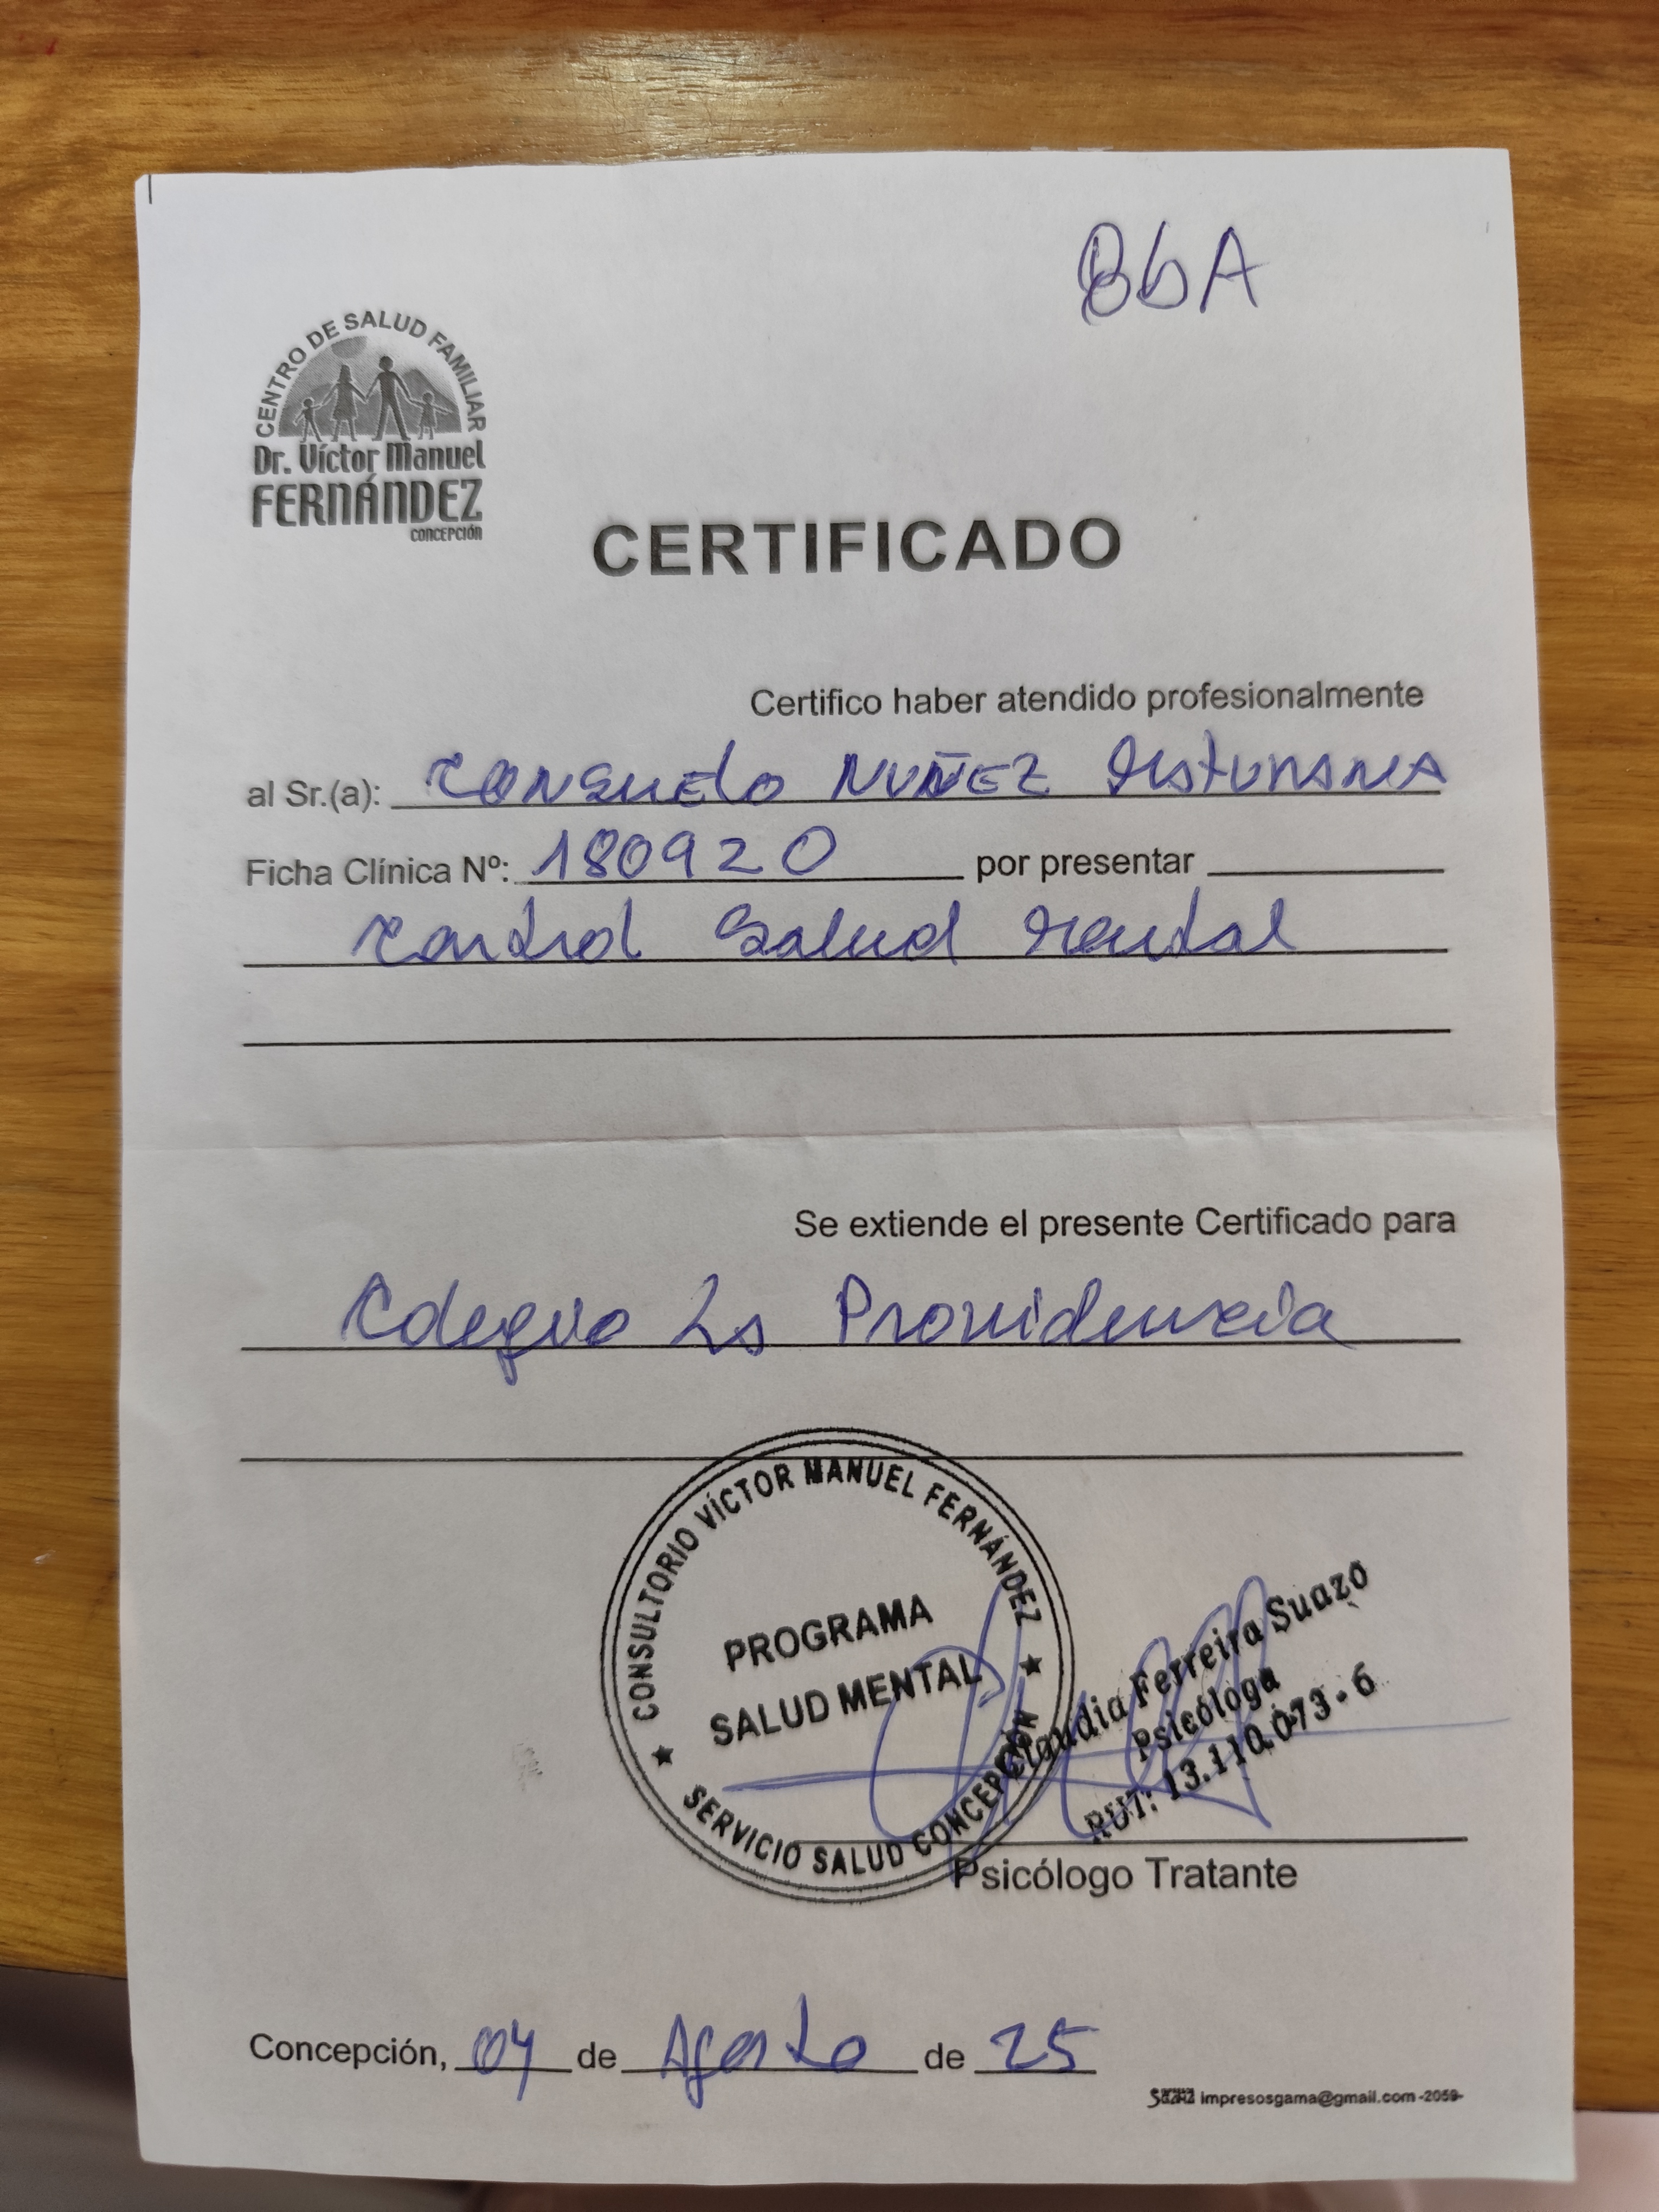 8bA
CENTRO DE SALUD FAMILIAR
Dr. Víctor Manuel
FERNÁNDEZ
CONCEPCIÓN
CERTIFICADO
Certifico haber atendido profesionalmente
al Sr.(a): Consuelo Nuñez
Ficha Clínica Nº: 180920 por presentar
Control Salud Mental
Se extiende el presente Certificado para
Colegio La Providencia
CONSULTORIO VÍCTOR MANUEL FERNÁNDEZ
PROGRAMA
SALUD MENTAL
SERVICIO SALUD CONCEPCIÓN
Claudia Ferreira Suazo
Psicóloga
RUT: 13.110.073-6
Psicólogo Tratante
Concepción, 04 de Agosto de 25
impresosgama@gmail.com -2059-